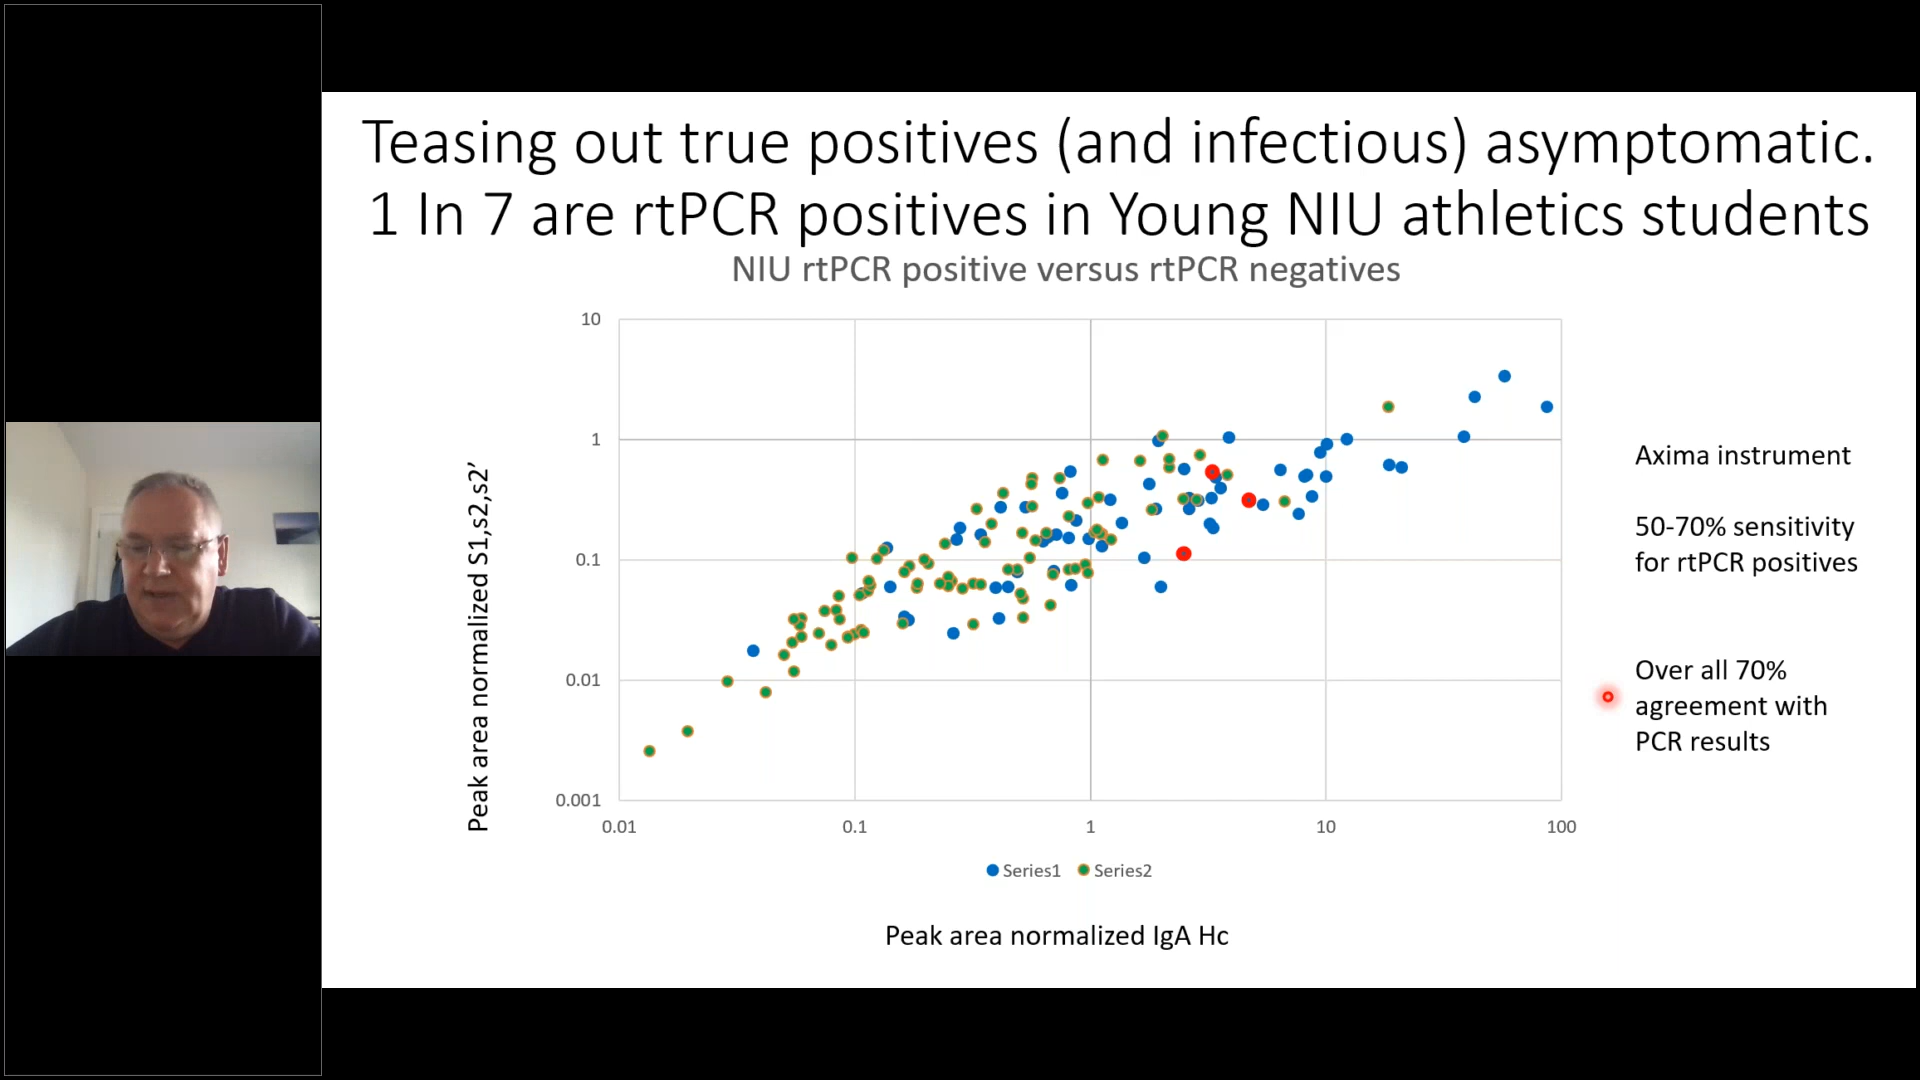 Teasing out true positives (and infectious) asymptomatic.
1 In 7 are rtPCR positives in Young NIU athletics students
NIU rtPCR positive versus rtPCR negatives
Peak area normalized S1,s2,s2’
10
1
0.1
0.01
0.001
0.01
0.1
1
10
100
Series1
Series2
Peak area normalized IgA Hc
Axima instrument
50-70% sensitivity
for rtPCR positives
Over all 70%
agreement with
PCR results